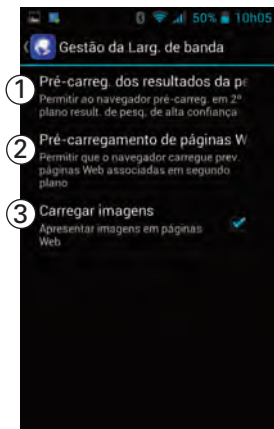 50% 10h05
Gestão da Larg. de banda
1 Pré-carreg. dos resultados da pe
Permitir ao navegador pré-carreg. em 2º
plano result. de pesq. de alta confiança
2 Pré-carregamento de páginas W
Permitir que o navegador carregue prev.
páginas Web associadas em segundo
plano
3 Carregar imagens
Apresentar imagens em páginas
Web